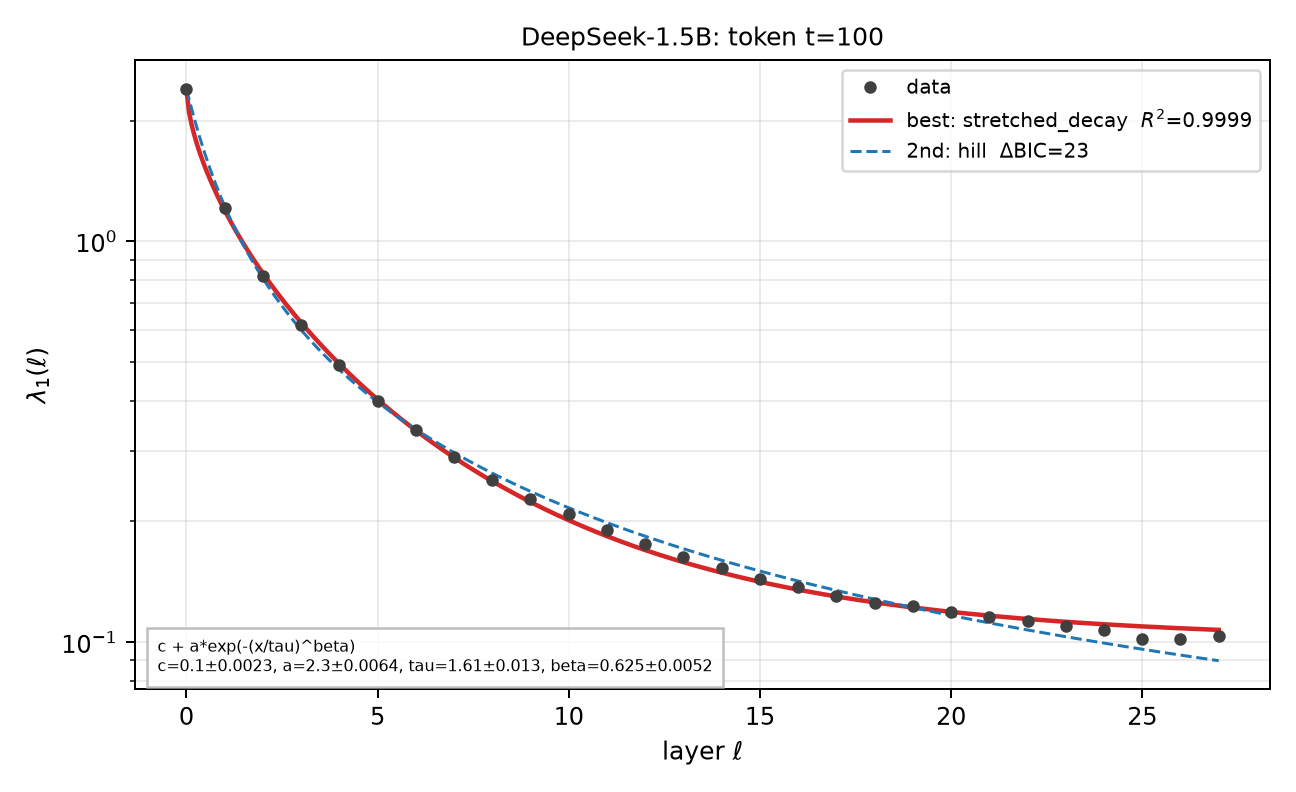 DeepSeek-1.5B: token t=100
data
best: stretched_decay R²=0.9999
2nd: hill ΔBIC=23
λ₁(ℓ)
10⁰
10⁻¹
c + a*exp(-(x/tau)^beta)
c=0.1±0.0023, a=2.3±0.0064, tau=1.61±0.013, beta=0.625±0.0052
0 5 10 15 20 25
layer ℓ